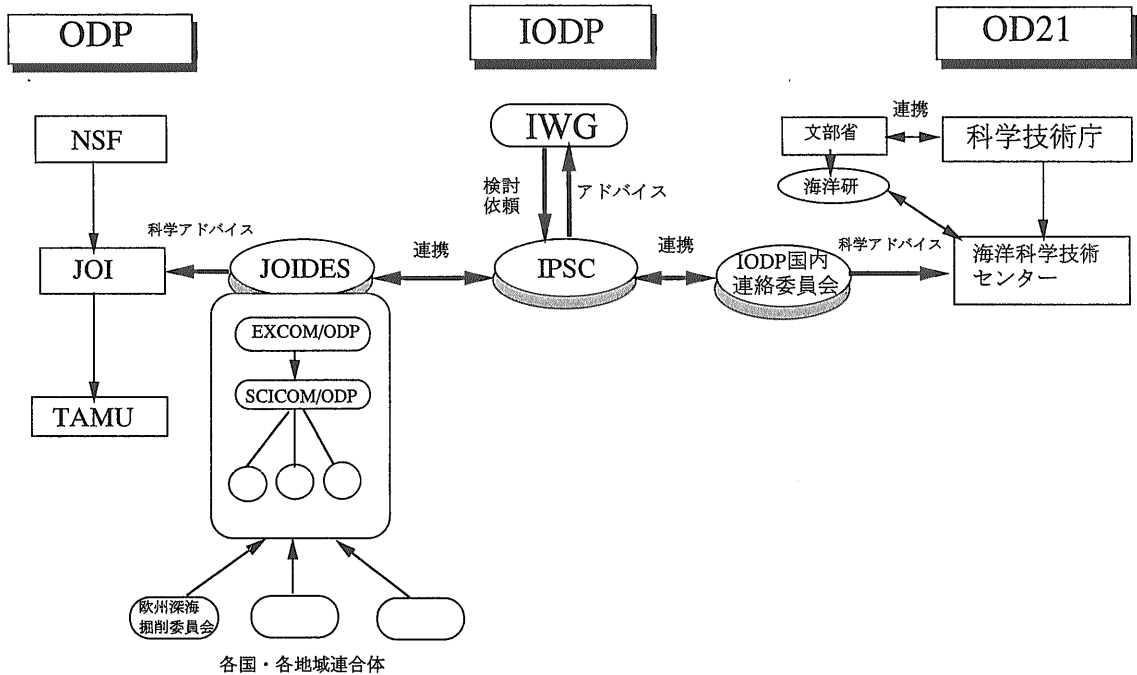 ODP
IODP
OD21
NSF
IWG
文部省
連携
科学技術庁
海洋研
検討
依頼
アドバイス
JOI
科学アドバイス
JOIDES
連携
IPSC
連携
IODP国内
連絡委員会
科学アドバイス
海洋科学技術
センター
EXCOM/ODP
SCICOM/ODP
TAMU
欧州深海
掘削委員会
各国・各地域連合体